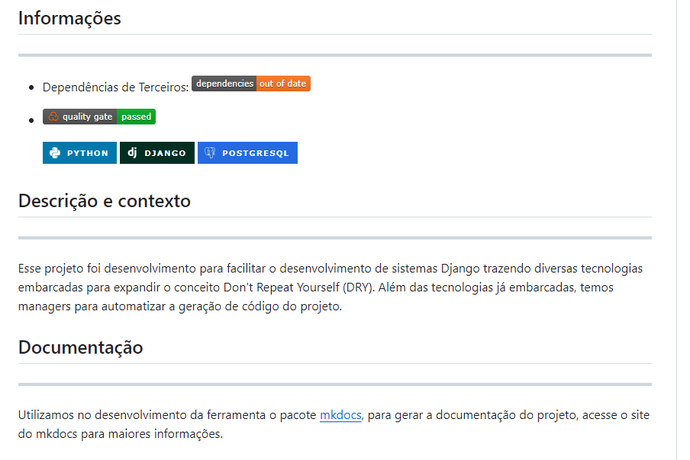 Informações
Dependências de Terceiros: dependencies out of date
quality gate passed
PYTHON dj DJANGO POSTGRESQL
Descrição e contexto
Esse projeto foi desenvolvimento para facilitar o desenvolvimento de sistemas Django trazendo diversas tecnologias
embarcadas para expandir o conceito Don't Repeat Yourself (DRY). Além das tecnologias já embarcadas, temos
managers para automatizar a geração de código do projeto.
Documentação
Utilizamos no desenvolvimento da ferramenta o pacote mkdocs, para gerar a documentação do projeto, acesse o site
do mkdocs para maiores informações.